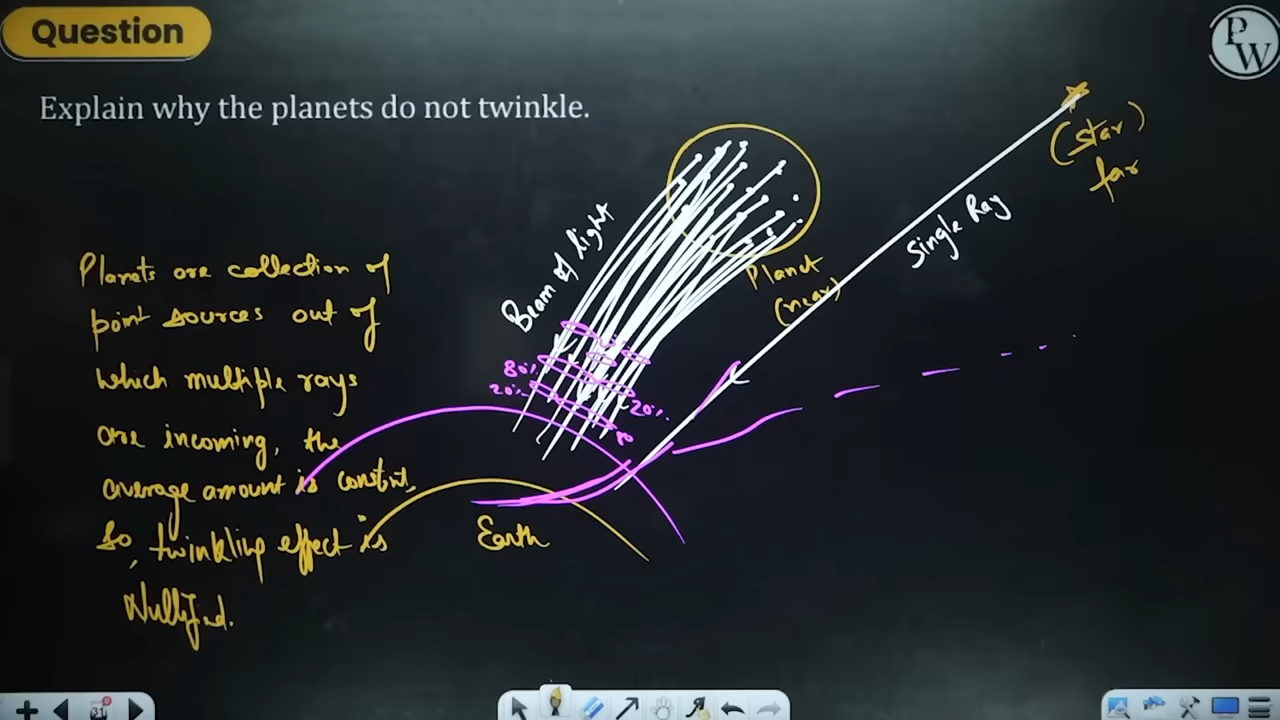 Question
PW
Explain why the planets do not twinkle.
(star)
far
Single Ray
Beam of light
Planet
(near)
Planets are collection of
point sources out of
which multiple rays
are incoming, the
average amount is constnt,
So, twinkling effect is
Nullified.
80%
20%
20%.
Earth
31